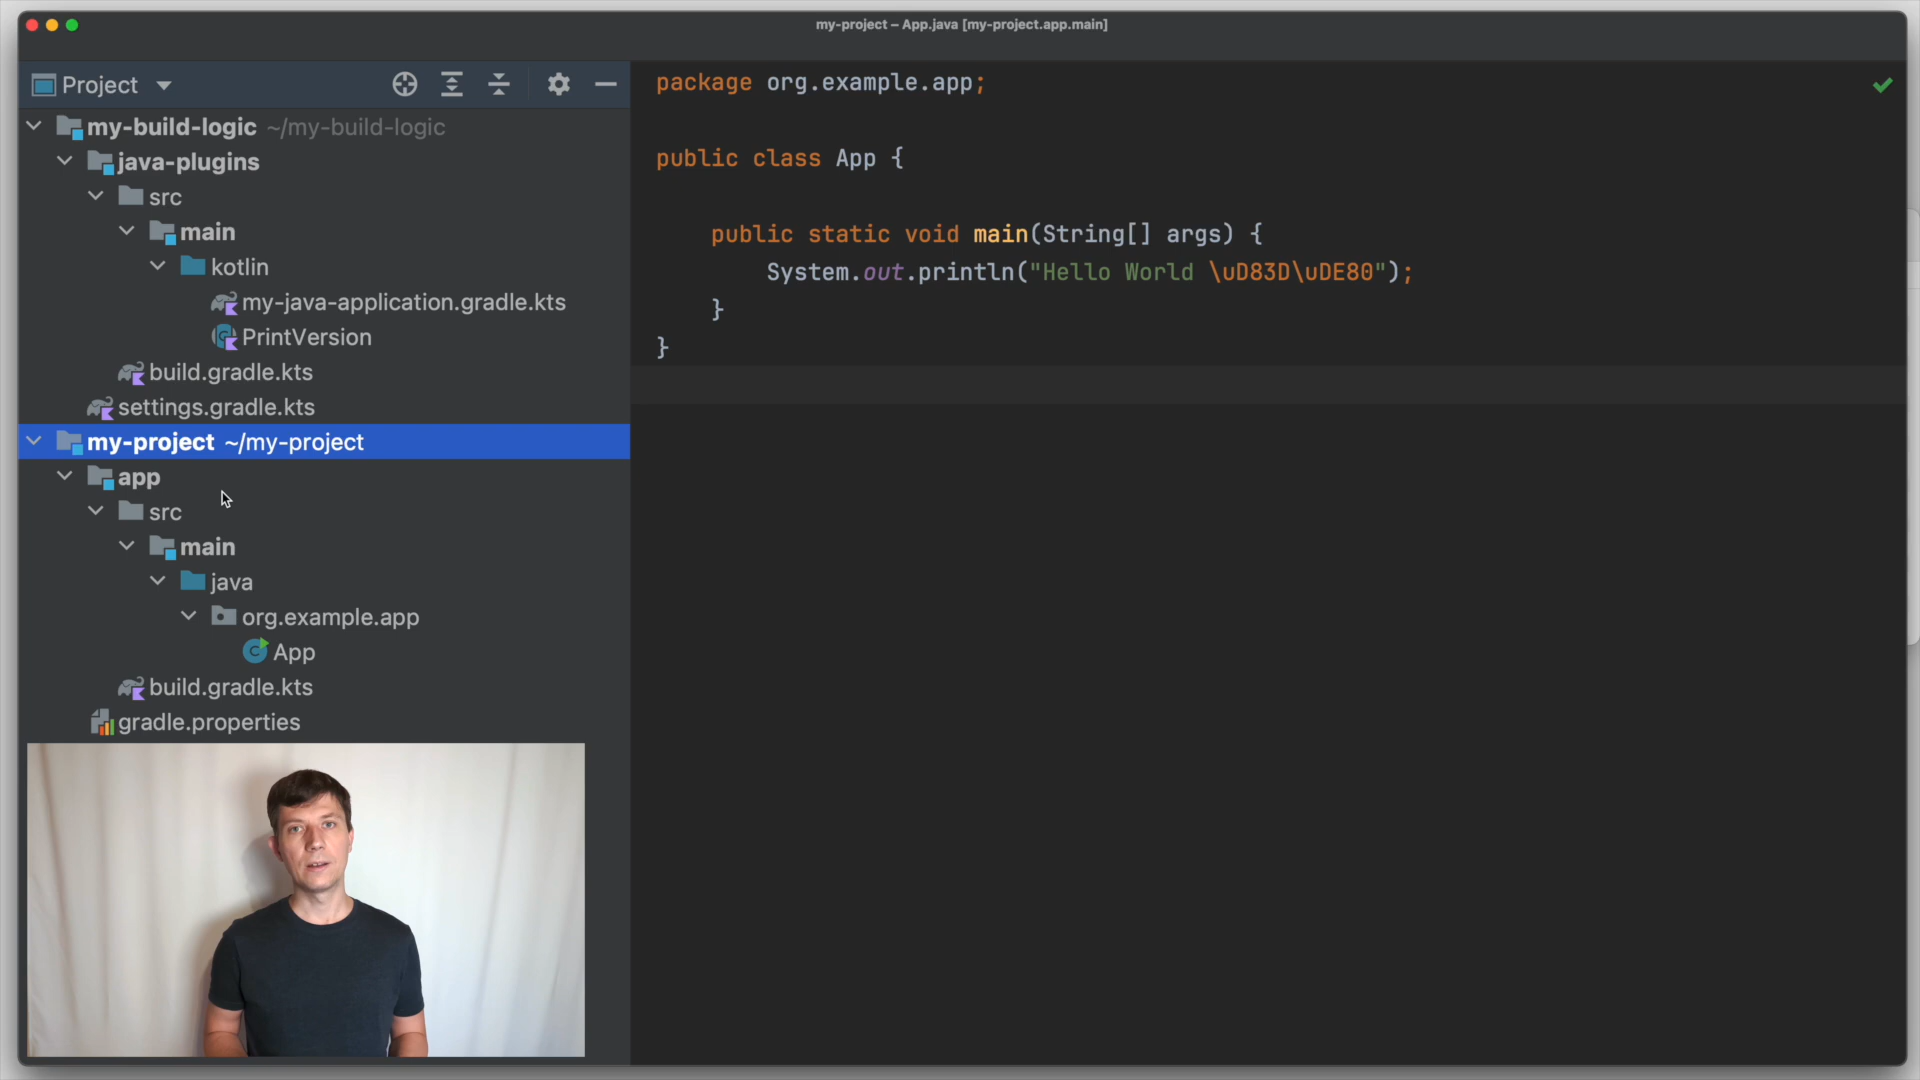 my-project – App.java [my-project.app.main]
Project
my-build-logic ~/my-build-logic
java-plugins
src
main
kotlin
my-java-application.gradle.kts
PrintVersion
build.gradle.kts
settings.gradle.kts
my-project ~/my-project
app
src
main
java
org.example.app
App
build.gradle.kts
gradle.properties
package org.example.app;
public class App {
public static void main(String[] args) {
System.out.println("Hello World \uD83D\uDE80");
}
}